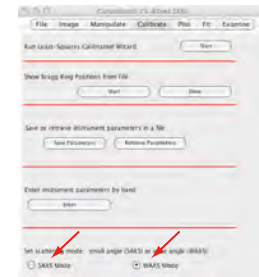 File Image Manipulate Calibrate Plot Fit Examine
Run Least-Squares Calibration Wizard
Start
Show Bragg Ring Positions from File
Start Show
Save or retrieve instrument parameters in a file
Save Parameters Retrieve Parameters
Enter instrument parameters by hand
Enter
Set scattering mode: small angle (SAXS) or wide angle (WAXS)
SAXS Mode WAXS Mode